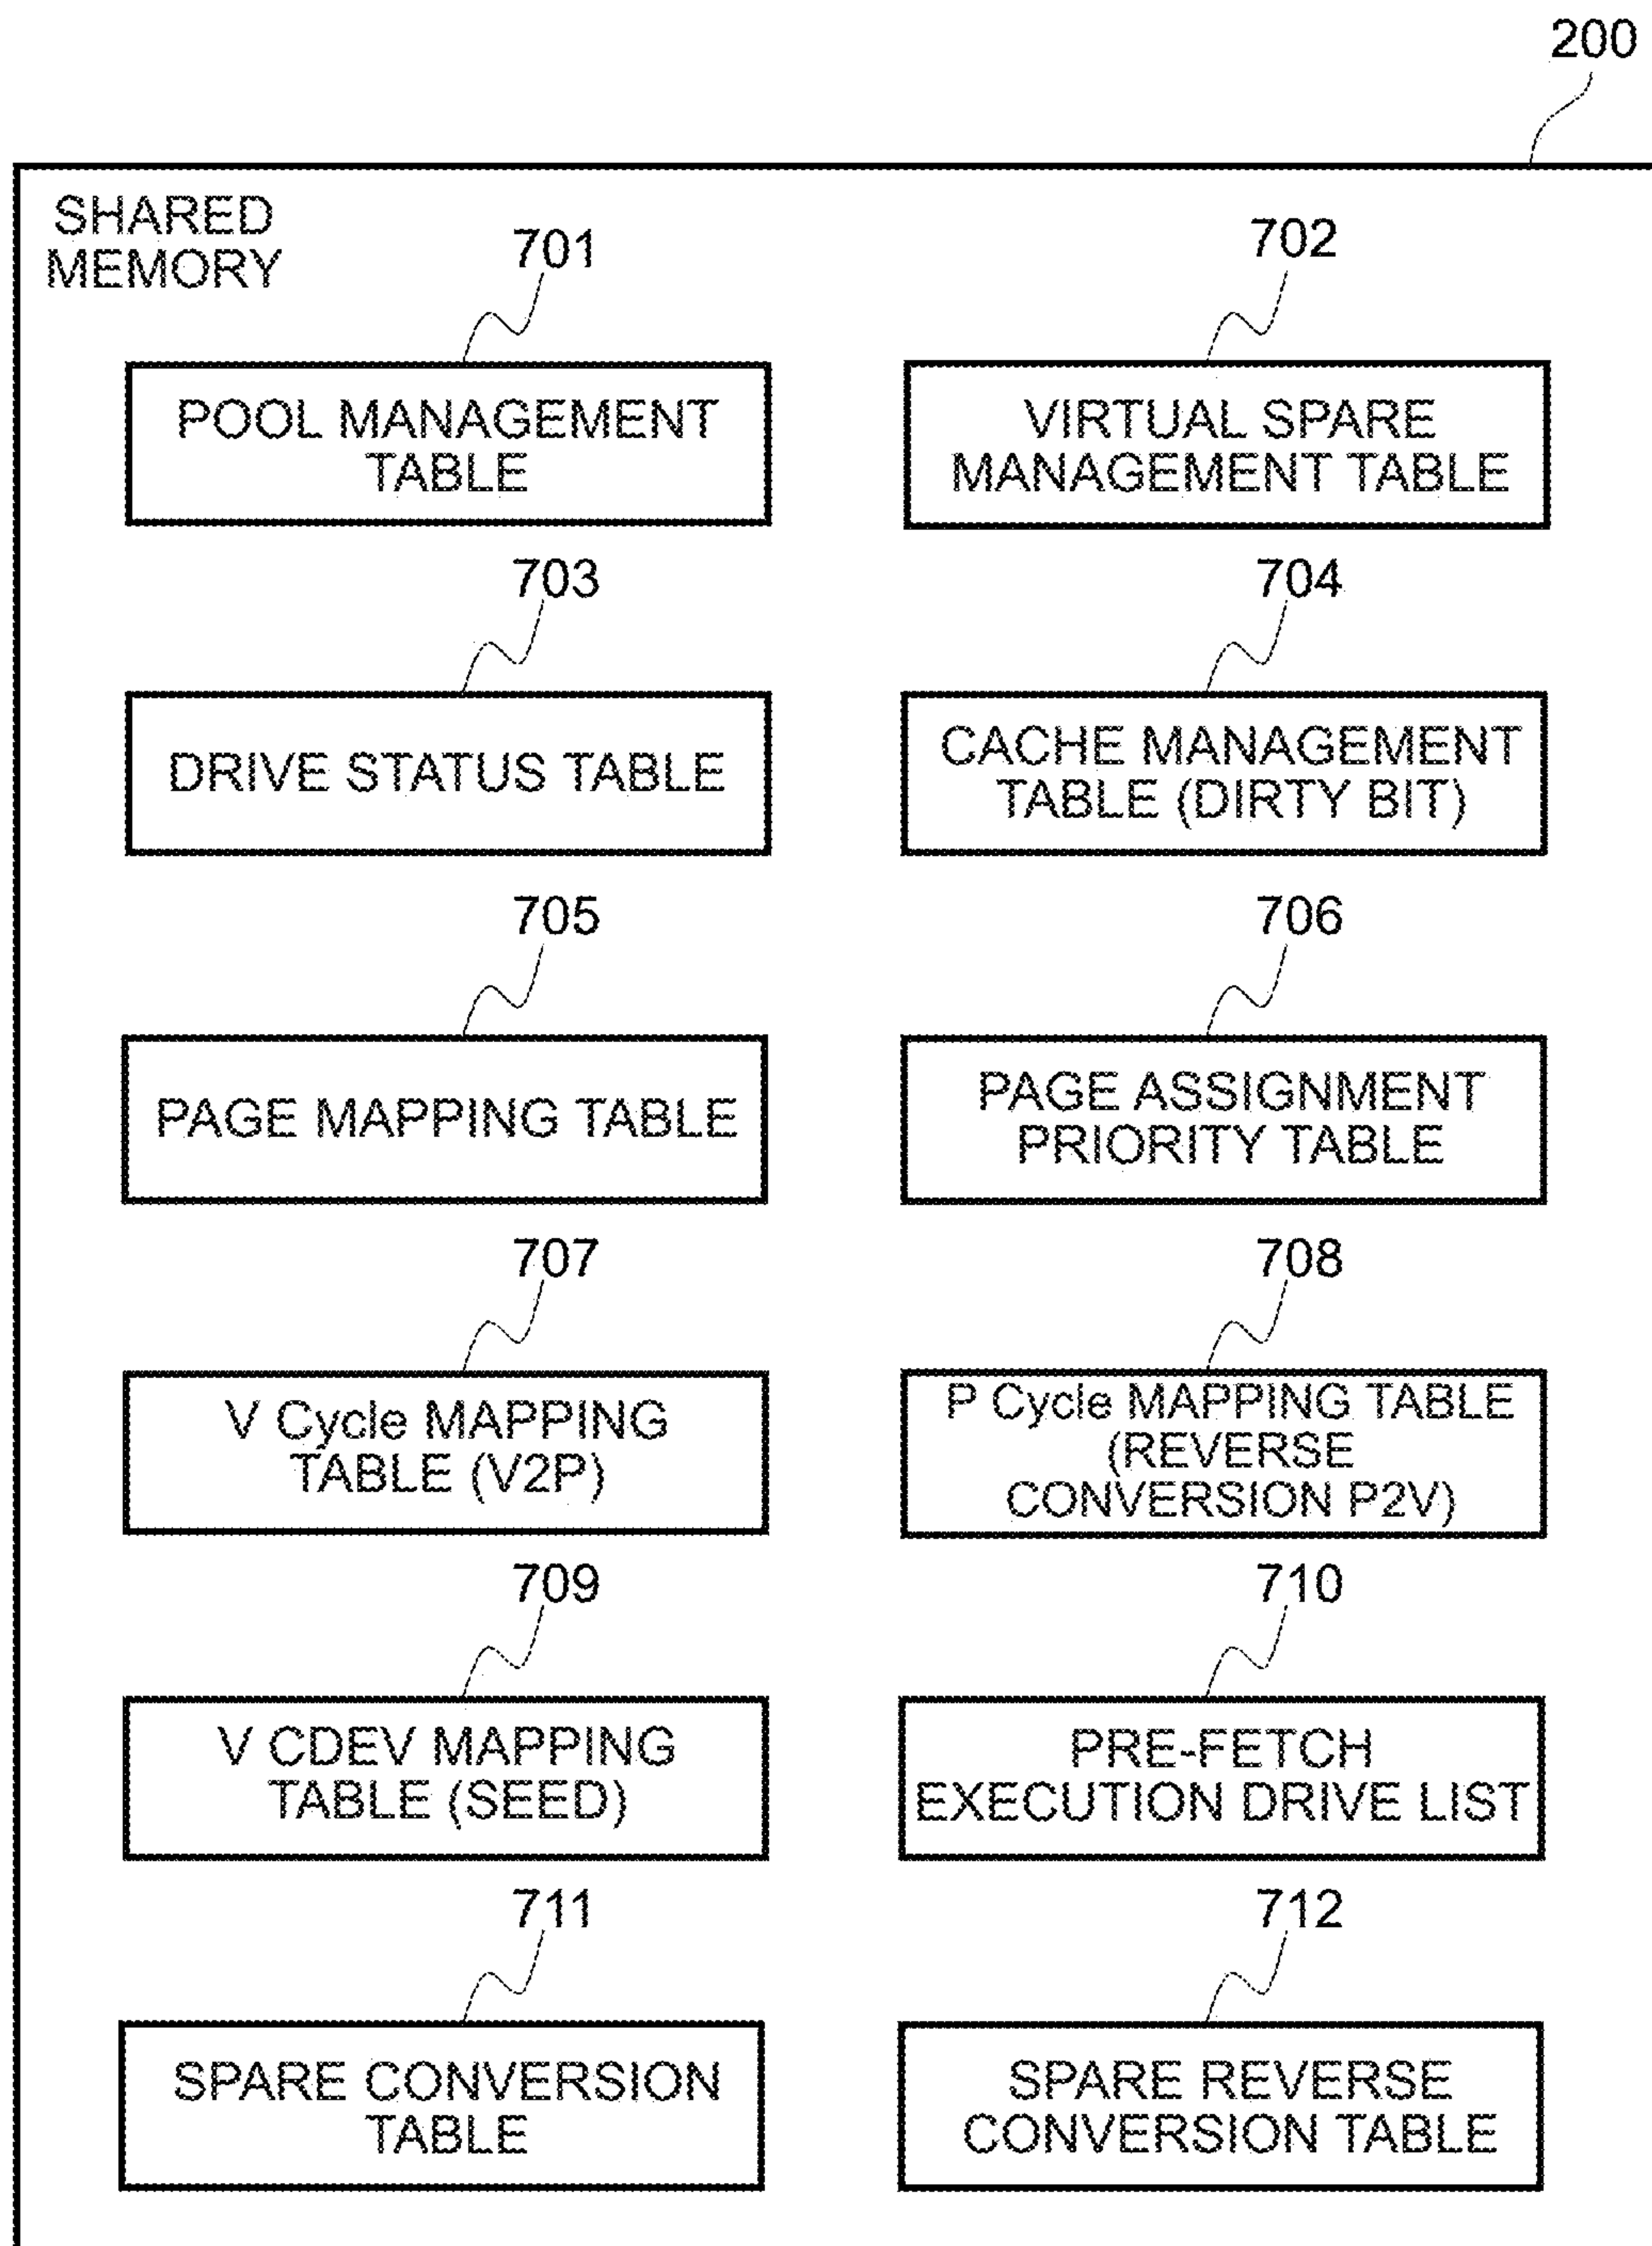 200
SHARED
MEMORY
701
702
POOL MANAGEMENT
TABLE
VIRTUAL SPARE
MANAGEMENT TABLE
703
704
DRIVE STATUS TABLE
CACHE MANAGEMENT
TABLE (DIRTY BIT)
705
706
PAGE MAPPING TABLE
PAGE ASSIGNMENT
PRIORITY TABLE
707
708
V Cycle MAPPING
TABLE (V2P)
P Cycle MAPPING TABLE
(REVERSE
CONVERSION P2V)
709
710
V CDEV MAPPING
TABLE (SEED)
PRE-FETCH
EXECUTION DRIVE LIST
711
712
SPARE CONVERSION
TABLE
SPARE REVERSE
CONVERSION TABLE